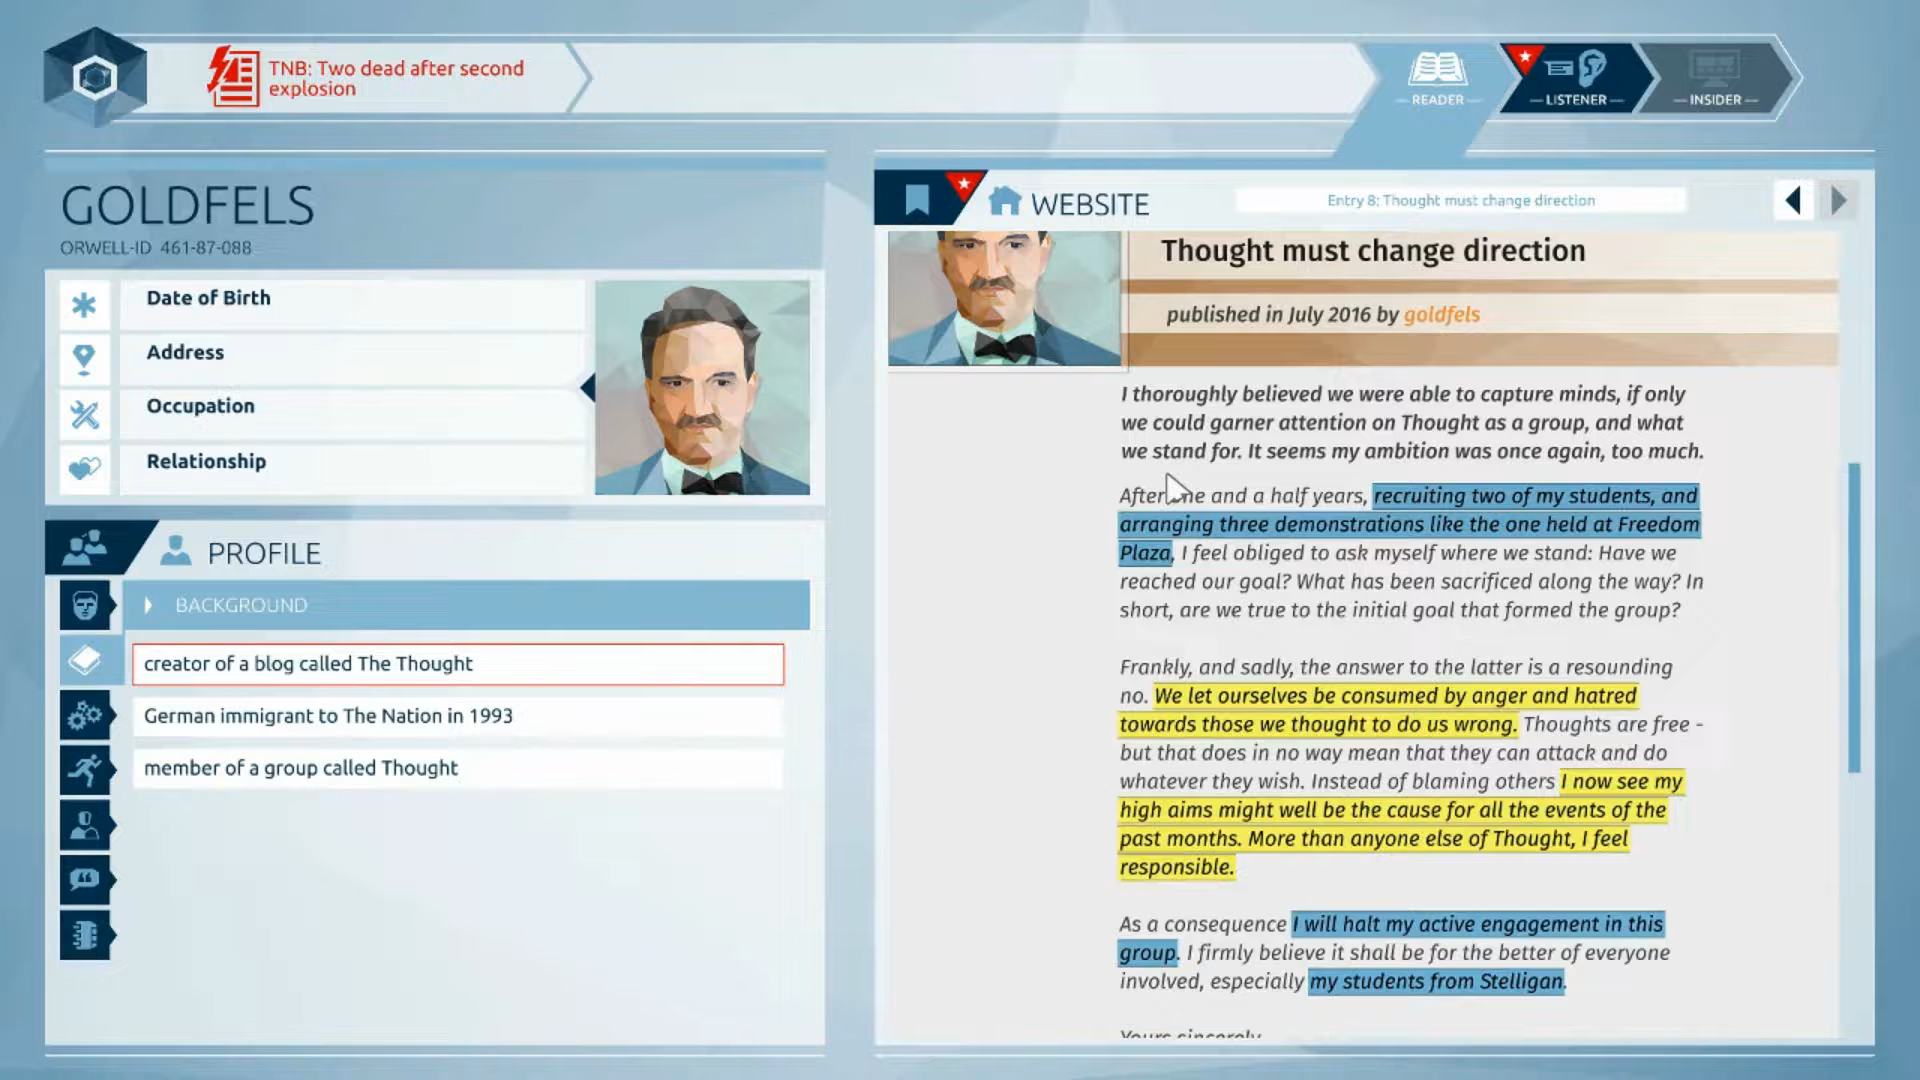 TNB: Two dead after second
explosion
READER
LISTENER
INSIDER
GOLDFELS
ORWELL-ID 461-87-088
Date of Birth
Address
Occupation
Relationship
PROFILE
BACKGROUND
creator of a blog called The Thought
German immigrant to The Nation in 1993
member of a group called Thought
WEBSITE
Entry 8: Thought must change direction
Thought must change direction
published in July 2016 by goldfels
I thoroughly believed we were able to capture minds, if only
we could garner attention on Thought as a group, and what
we stand for. It seems my ambition was once again, too much.
After one and a half years, recruiting two of my students, and
arranging three demonstrations like the one held at Freedom
Plaza, I feel obliged to ask myself where we stand: Have we
reached our goal? What has been sacrificed along the way? In
short, are we true to the initial goal that formed the group?
Frankly, and sadly, the answer to the latter is a resounding
no. We let ourselves be consumed by anger and hatred
towards those we thought to do us wrong. Thoughts are free -
but that does in no way mean that they can attack and do
whatever they wish. Instead of blaming others I now see my
high aims might well be the cause for all the events of the
past months. More than anyone else of Thought, I feel
responsible.
As a consequence I will halt my active engagement in this
group. I firmly believe it shall be for the better of everyone
involved, especially my students from Stelligan.
Yours sincerely